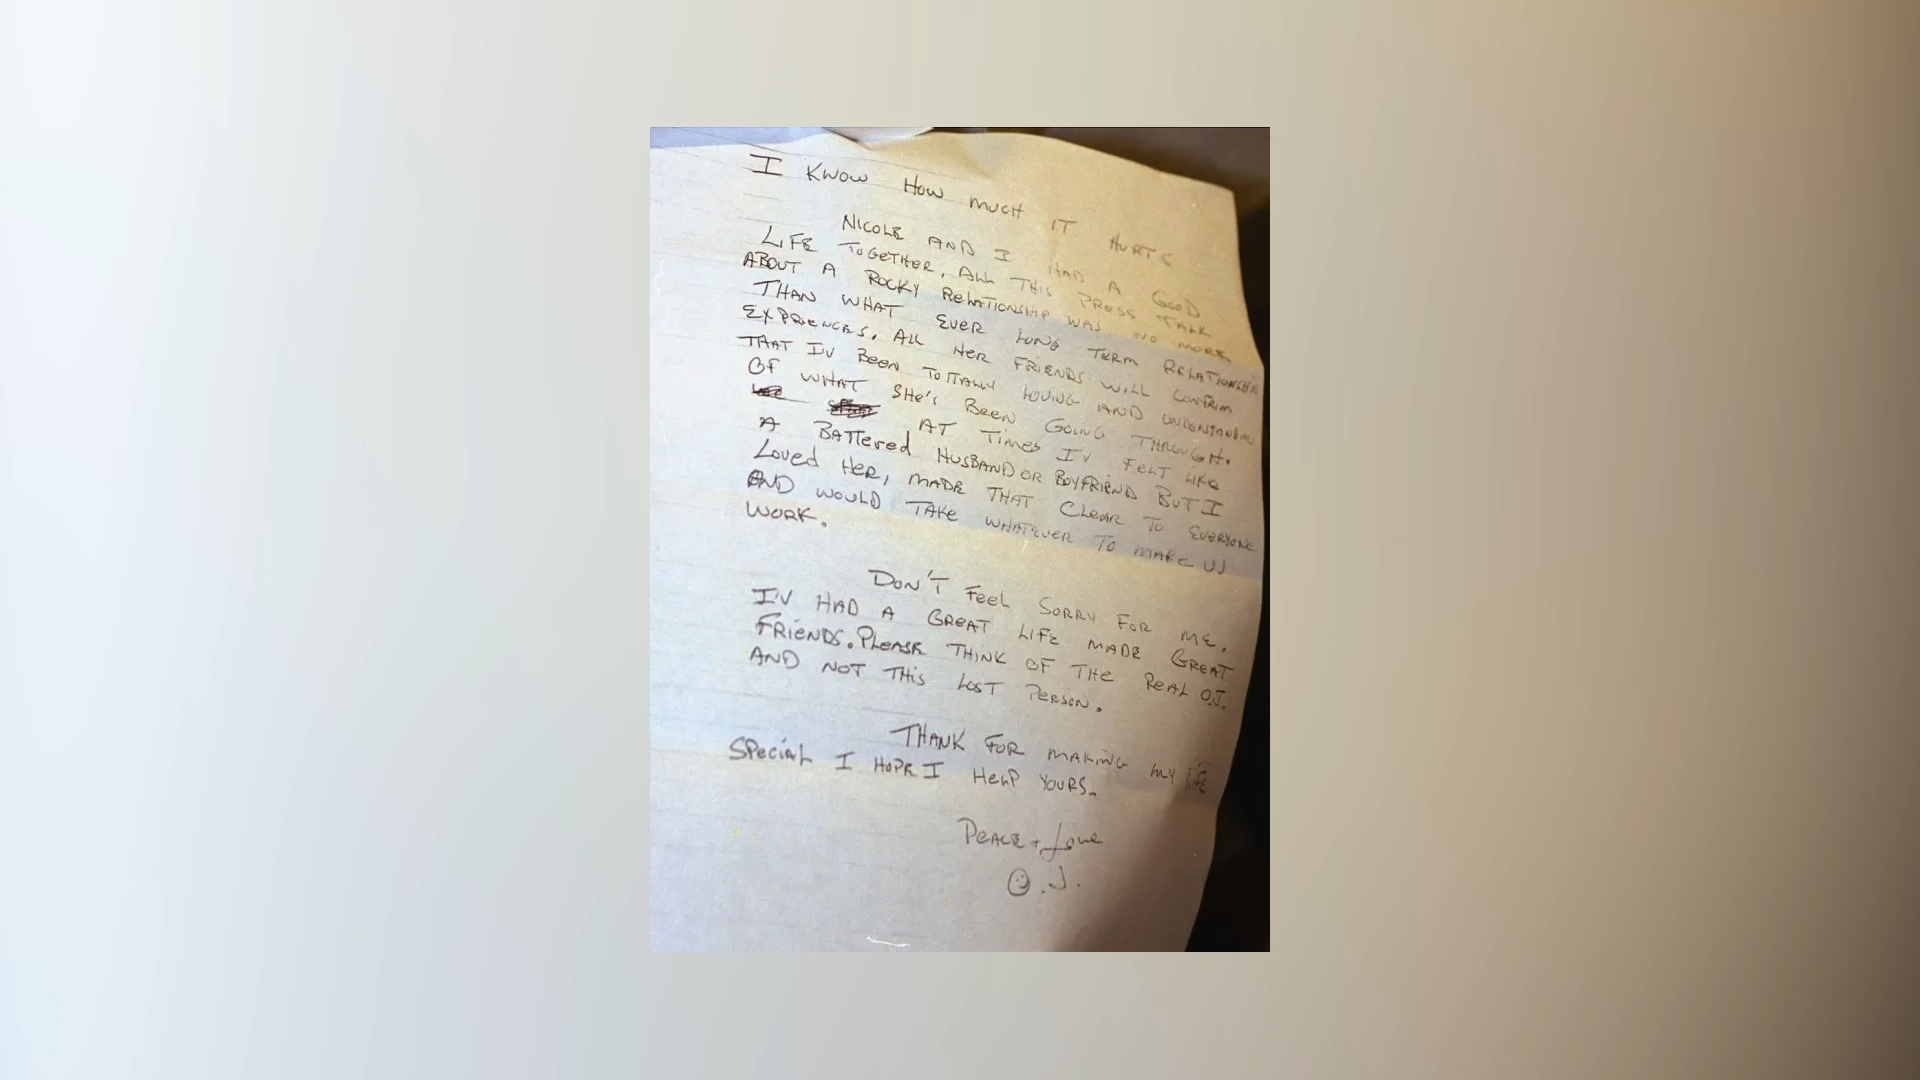 I KWOW HOW MUCH IT HURTS
NICOLE AND I HAD A GOOD
LIFE TOGETHER, ALL THIS PRESS TALK
ABOUT A ROCKY RELATIONSHIP WAS NO MORE
THAN WHAT EVER LONG TERM RELATIONSHIP
EXPRIENCES. ALL HER FRIENDS WILL CONFIRM
THAT I'V BEEN TOTTALLY LOVING AND UNDERSTANDING
OF WHAT SHE'S BEEN GOING THROUGH.
AT TIMES I'V FELT LIKE
A BATTERED HUSBAND OR BOYFRIEND BUT I
LOVED HER, MADE THAT CLEAR TO EVERYONE
AND WOULD TAKE WHATEVER TO MAKE US
WORK.
DON'T FEEL SORRY FOR ME.
I'V HAD A GREAT LIFE MADE GREAT
FRIENDS. PLEASE THINK OF THE REAL O.J.
AND NOT THIS LOST PERSON.
THANK FOR MAKING MY LIFE
SPECIAL I HOPE I HELP YOURS.
PEACE + LOVE
O.J.